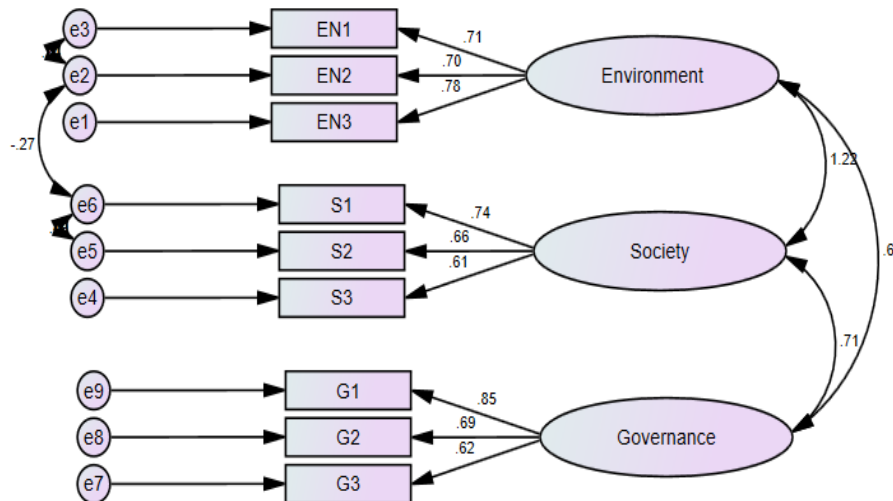 e3
EN1
.71
e2
EN2
.70
Environment
.78
e1
EN3
-.27
1.22
e6
S1
.74
.66
e5
S2
Society
.61
.6
e4
S3
.71
e9
G1
.85
.69
e8
G2
Governance
.62
e7
G3